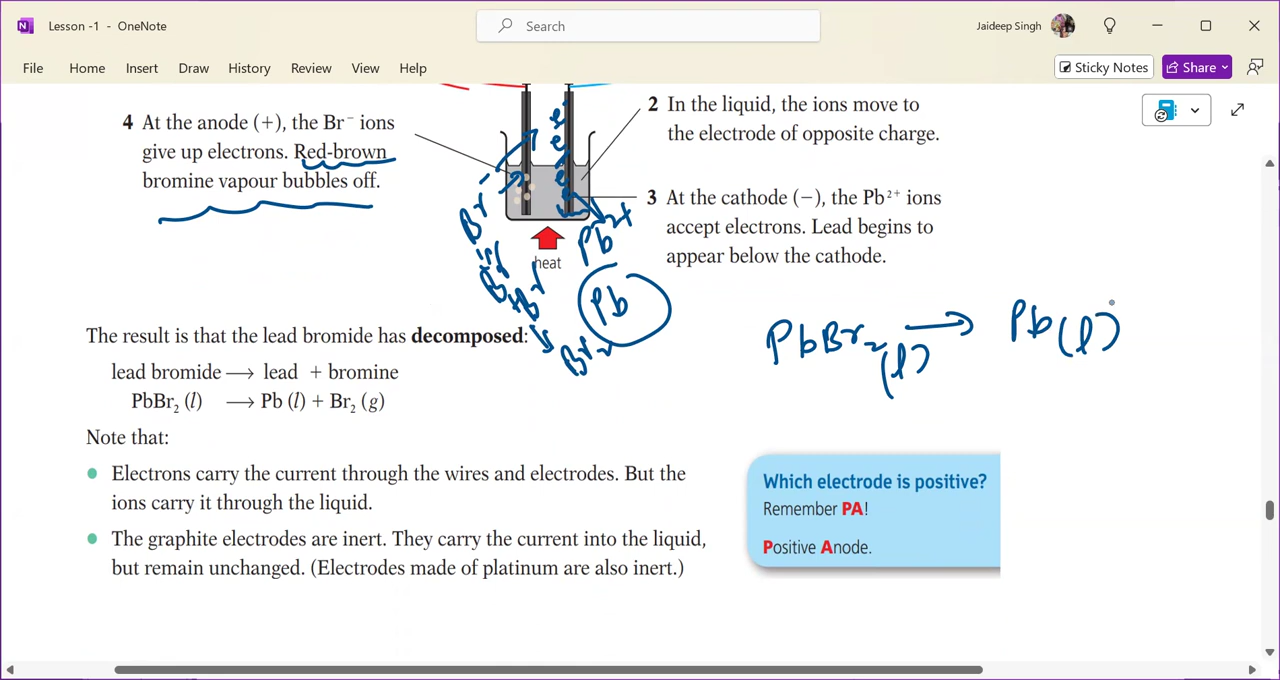 Lesson -1 - OneNote
Search
Jaideep Singh
File Home Insert Draw History Review View Help
Sticky Notes
Share
4 At the anode (+), the Br⁻ ions
give up electrons. Red-brown
bromine vapour bubbles off.
2 In the liquid, the ions move to
the electrode of opposite charge.
3 At the cathode (−), the Pb²⁺ ions
accept electrons. Lead begins to
appear below the cathode.
heat
e e e e
Br⁻
Pb²⁺
Pb
Br₂
PbBr₂(l) → Pb(l)
The result is that the lead bromide has decomposed:
lead bromide → lead + bromine
PbBr₂ (l) → Pb (l) + Br₂ (g)
Note that:
Electrons carry the current through the wires and electrodes. But the
ions carry it through the liquid.
The graphite electrodes are inert. They carry the current into the liquid,
but remain unchanged. (Electrodes made of platinum are also inert.)
Which electrode is positive?
Remember PA!
Positive Anode.